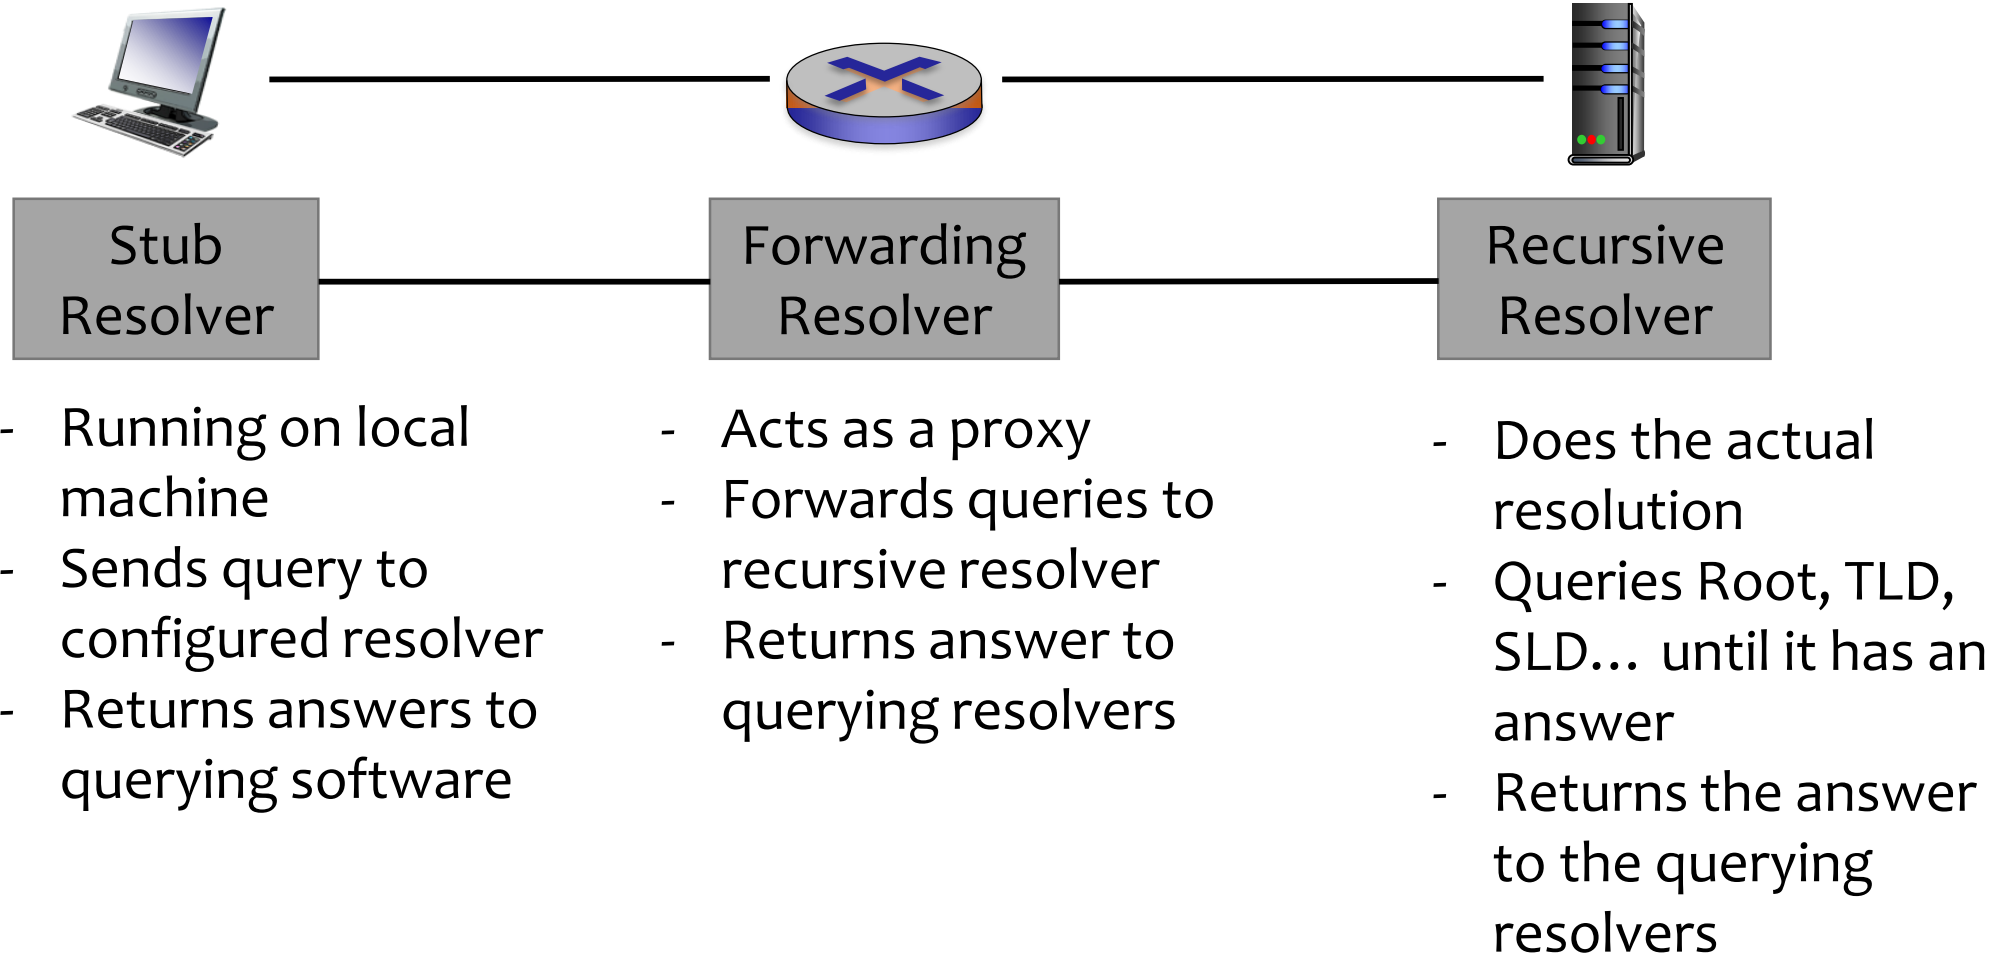 Stub
Resolver
Forwarding
Resolver
Recursive
Resolver
- Running on local
machine
- Sends query to
configured resolver
- Returns answers to
querying software
- Acts as a proxy
- Forwards queries to
recursive resolver
- Returns answer to
querying resolvers
- Does the actual
resolution
- Queries Root, TLD,
SLD... until it has an
answer
- Returns the answer
to the querying
resolvers